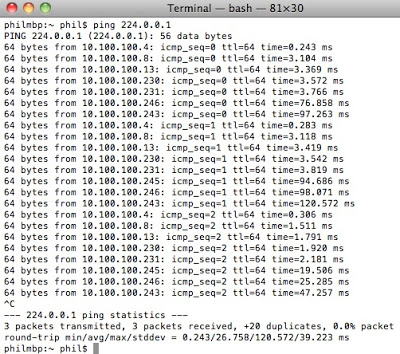 Terminal — bash — 81×30
philmbp:~ phil$ ping 224.0.0.1
PING 224.0.0.1 (224.0.0.1): 56 data bytes
64 bytes from 10.100.100.4: icmp_seq=0 ttl=64 time=0.243 ms
64 bytes from 10.100.100.8: icmp_seq=0 ttl=64 time=3.104 ms
64 bytes from 10.100.100.13: icmp_seq=0 ttl=64 time=3.369 ms
64 bytes from 10.100.100.230: icmp_seq=0 ttl=64 time=3.572 ms
64 bytes from 10.100.100.231: icmp_seq=0 ttl=64 time=3.766 ms
64 bytes from 10.100.100.246: icmp_seq=0 ttl=64 time=76.858 ms
64 bytes from 10.100.100.243: icmp_seq=0 ttl=64 time=97.263 ms
64 bytes from 10.100.100.4: icmp_seq=1 ttl=64 time=0.283 ms
64 bytes from 10.100.100.8: icmp_seq=1 ttl=64 time=3.118 ms
64 bytes from 10.100.100.13: icmp_seq=1 ttl=64 time=3.419 ms
64 bytes from 10.100.100.230: icmp_seq=1 ttl=64 time=3.542 ms
64 bytes from 10.100.100.231: icmp_seq=1 ttl=64 time=3.819 ms
64 bytes from 10.100.100.245: icmp_seq=1 ttl=64 time=94.686 ms
64 bytes from 10.100.100.246: icmp_seq=1 ttl=64 time=98.071 ms
64 bytes from 10.100.100.243: icmp_seq=1 ttl=64 time=120.572 ms
64 bytes from 10.100.100.4: icmp_seq=2 ttl=64 time=0.306 ms
64 bytes from 10.100.100.8: icmp_seq=2 ttl=64 time=1.511 ms
64 bytes from 10.100.100.13: icmp_seq=2 ttl=64 time=1.791 ms
64 bytes from 10.100.100.230: icmp_seq=2 ttl=64 time=1.920 ms
64 bytes from 10.100.100.231: icmp_seq=2 ttl=64 time=2.181 ms
64 bytes from 10.100.100.245: icmp_seq=2 ttl=64 time=19.506 ms
64 bytes from 10.100.100.246: icmp_seq=2 ttl=64 time=25.285 ms
64 bytes from 10.100.100.243: icmp_seq=2 ttl=64 time=47.257 ms
^C
--- 224.0.0.1 ping statistics ---
3 packets transmitted, 3 packets received, +20 duplicates, 0.0% packet
round-trip min/avg/max/stddev = 0.243/26.758/120.572/39.223 ms
philmbp:~ phil$